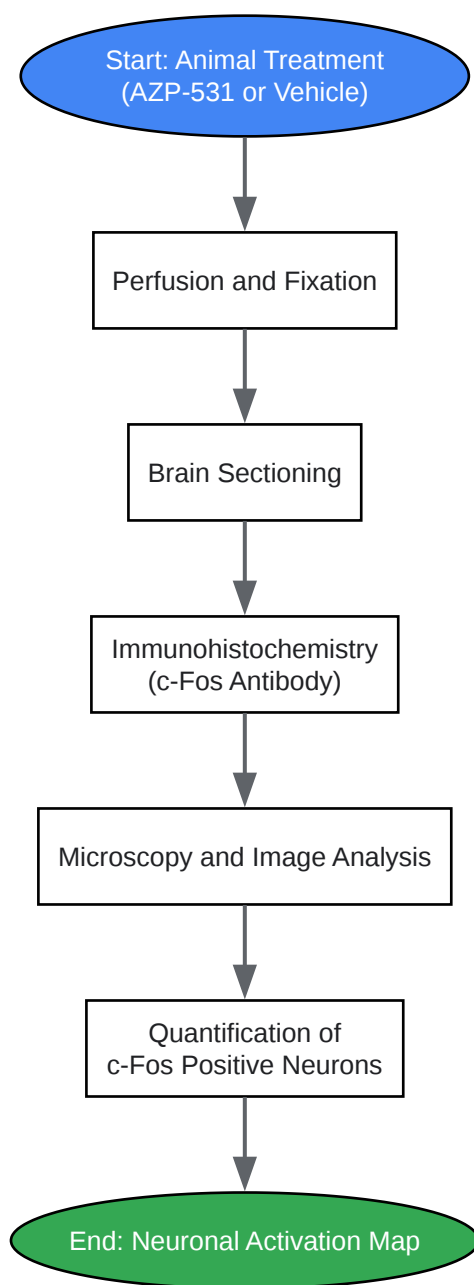 Start: Animal Treatment
(AZP-531 or Vehicle)
Perfusion and Fixation
Brain Sectioning
Immunohistochemistry
(c-Fos Antibody)
Microscopy and Image Analysis
Quantification of
c-Fos Positive Neurons
End: Neuronal Activation Map